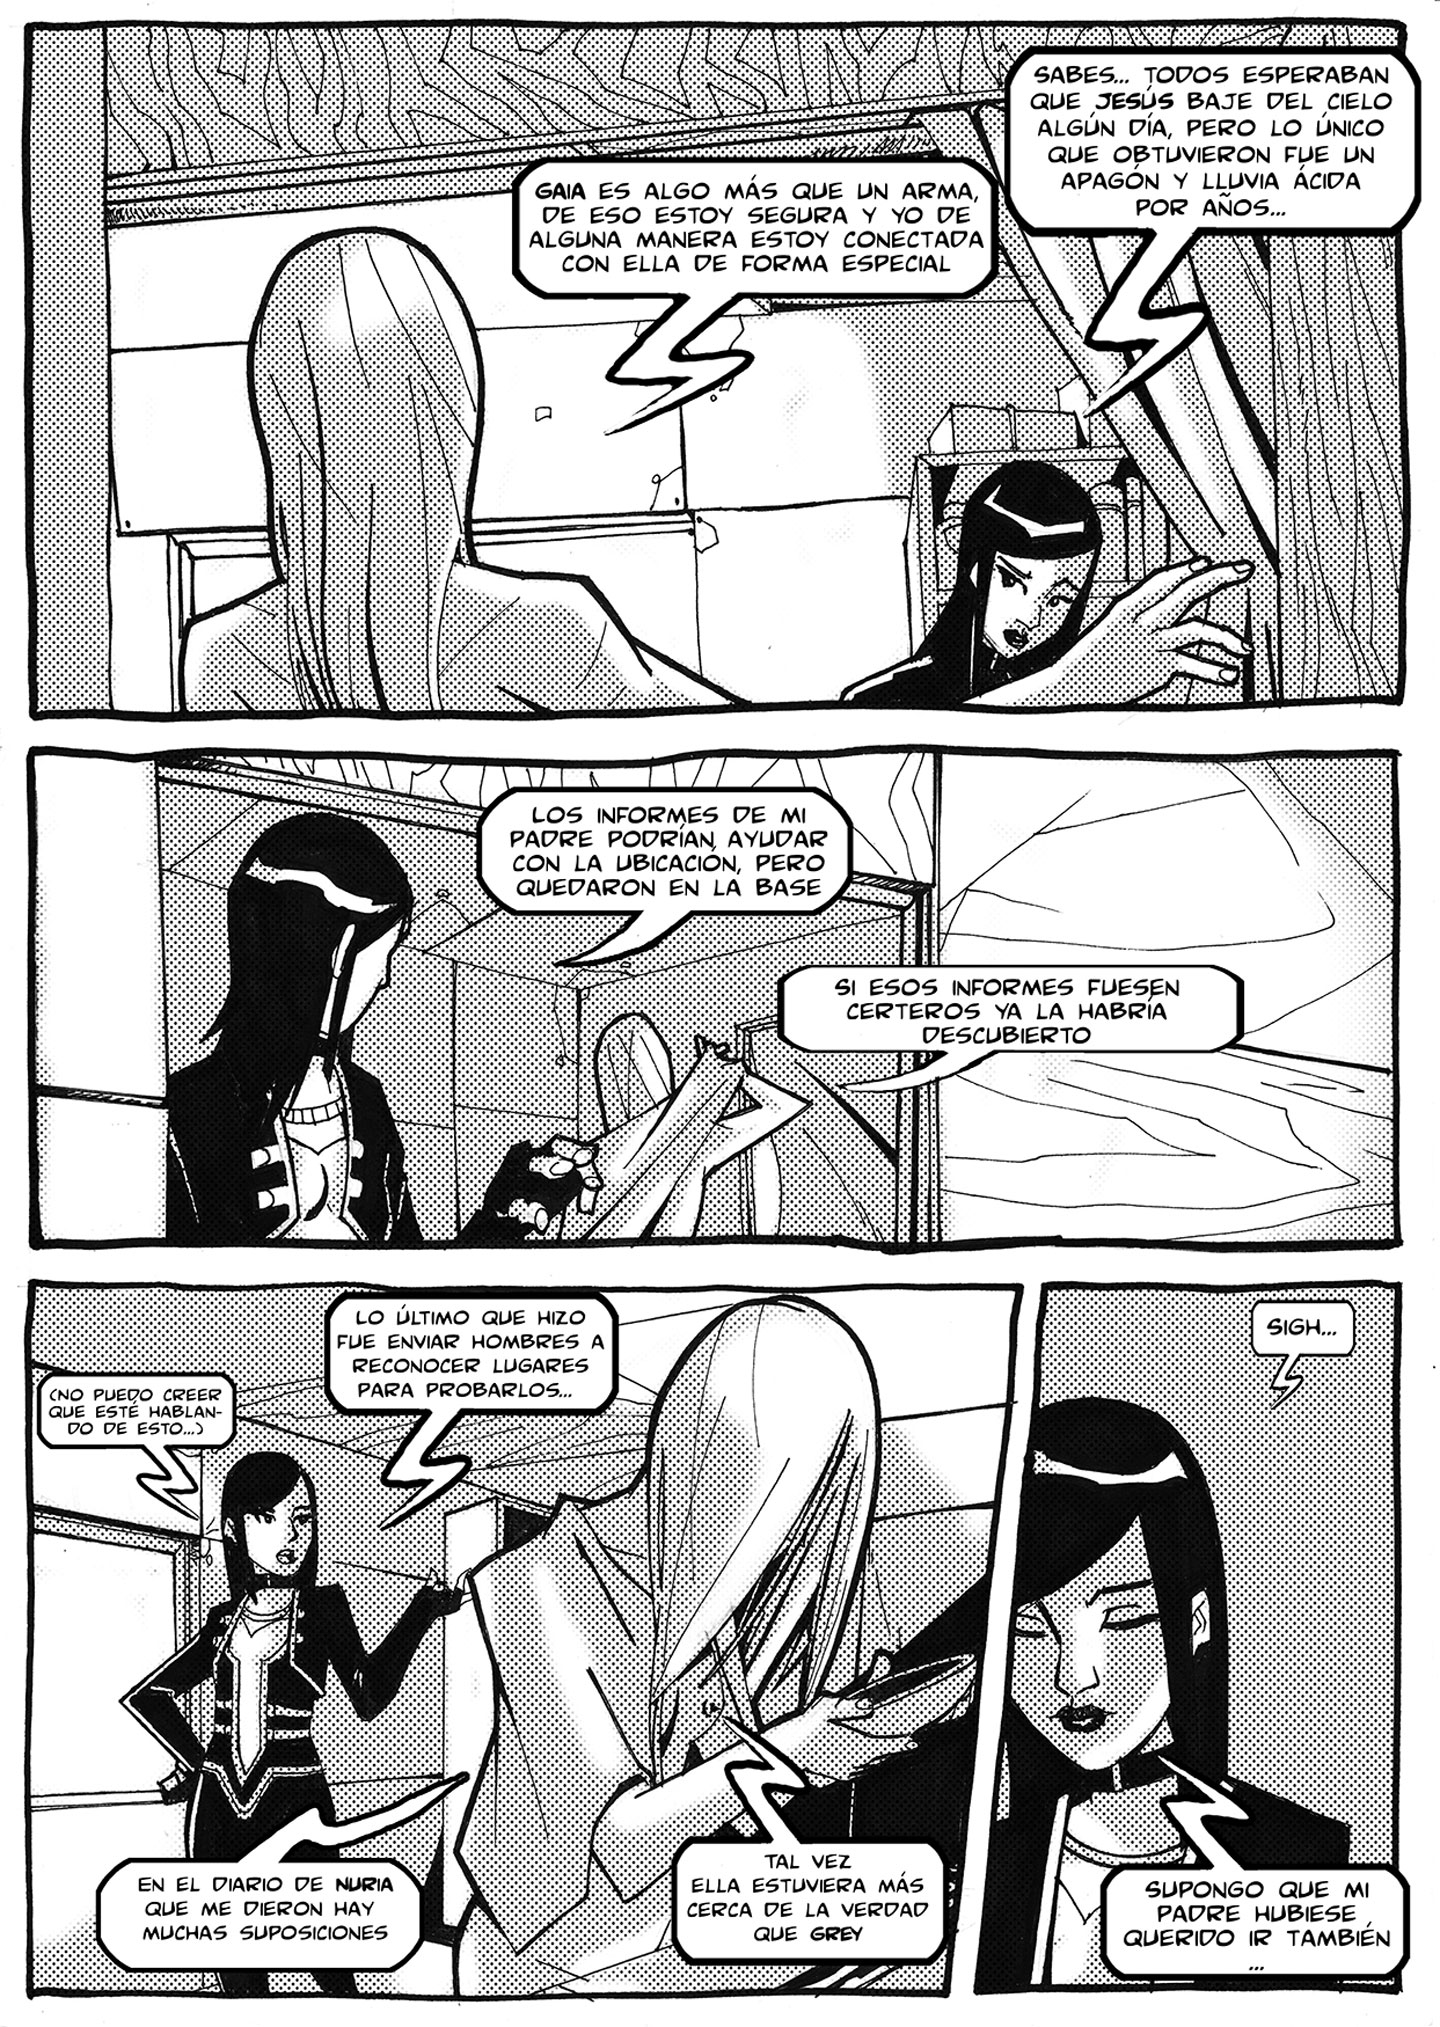 GAIA ES ALGO MÁS QUE UN ARMA,
DE ESO ESTOY SEGURA Y YO DE
ALGUNA MANERA ESTOY CONECTADA
CON ELLA DE FORMA ESPECIAL
SABES... TODOS ESPERABAN
QUE JESÚS BAJE DEL CIELO
ALGÚN DÍA, PERO LO ÚNICO
QUE OBTUVIERON FUE UN
APAGÓN Y LLUVIA ÁCIDA
POR AÑOS...
LOS INFORMES DE MI
PADRE PODRÍAN AYUDAR
CON LA UBICACIÓN, PERO
QUEDARON EN LA BASE
SI ESOS INFORMES FUESEN
CERTEROS YA LA HABRÍA
DESCUBIERTO
(NO PUEDO CREER
QUE ESTÉ HABLAN-
DO DE ESTO...)
LO ÚLTIMO QUE HIZO
FUE ENVIAR HOMBRES A
RECONOCER LUGARES
PARA PROBARLOS...
EN EL DIARIO DE NURIA
QUE ME DIERON HAY
MUCHAS SUPOSICIONES
TAL VEZ
ELLA ESTUVIERA MÁS
CERCA DE LA VERDAD
QUE GREY
SIGH...
SUPONGO QUE MI
PADRE HUBIESE
QUERIDO IR TAMBIÉN
...